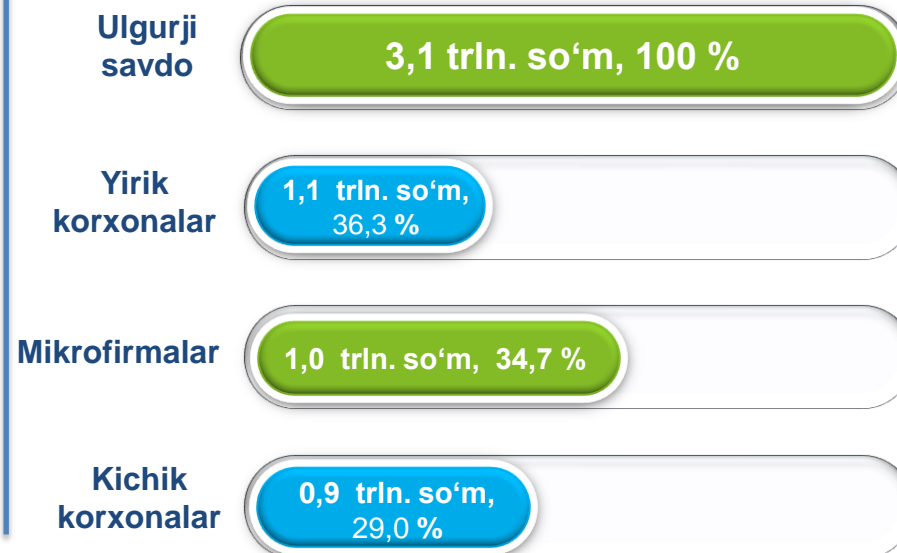 Ulgurji
savdo
3,1 trln. so‘m, 100 %
Yirik
korxonalar
1,1 trln. so‘m,
36,3 %
Mikrofirmalar
1,0 trln. so‘m, 34,7 %
Kichik
korxonalar
0,9 trln. so‘m,
29,0 %